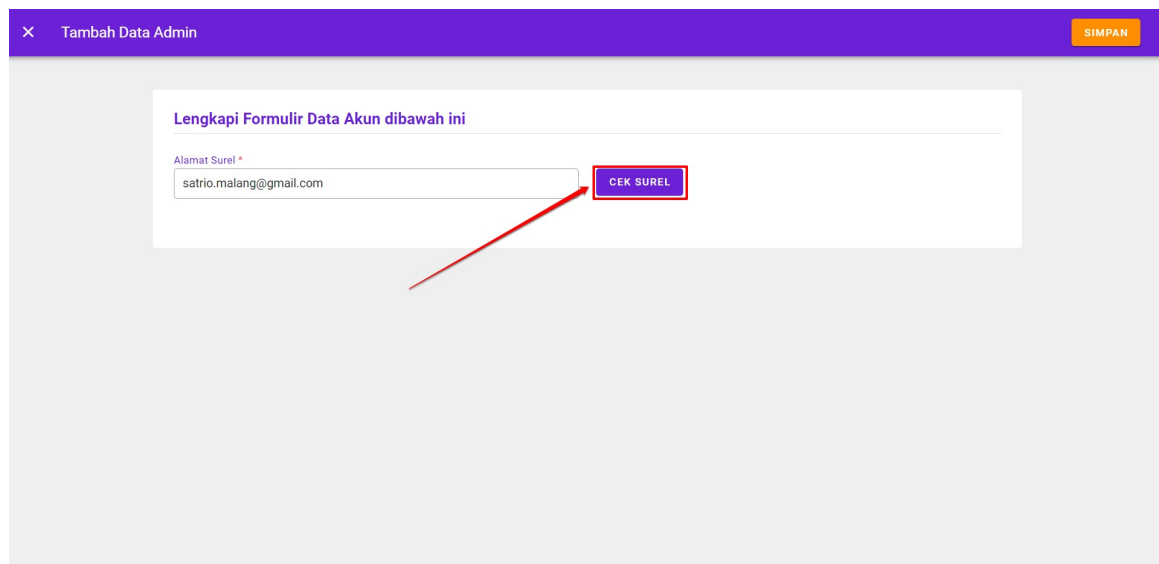 Tambah Data Admin
SIMPAN
Lengkapi Formulir Data Akun dibawah ini
Alamat Surel *
satrio.malang@gmail.com
CEK SUREL